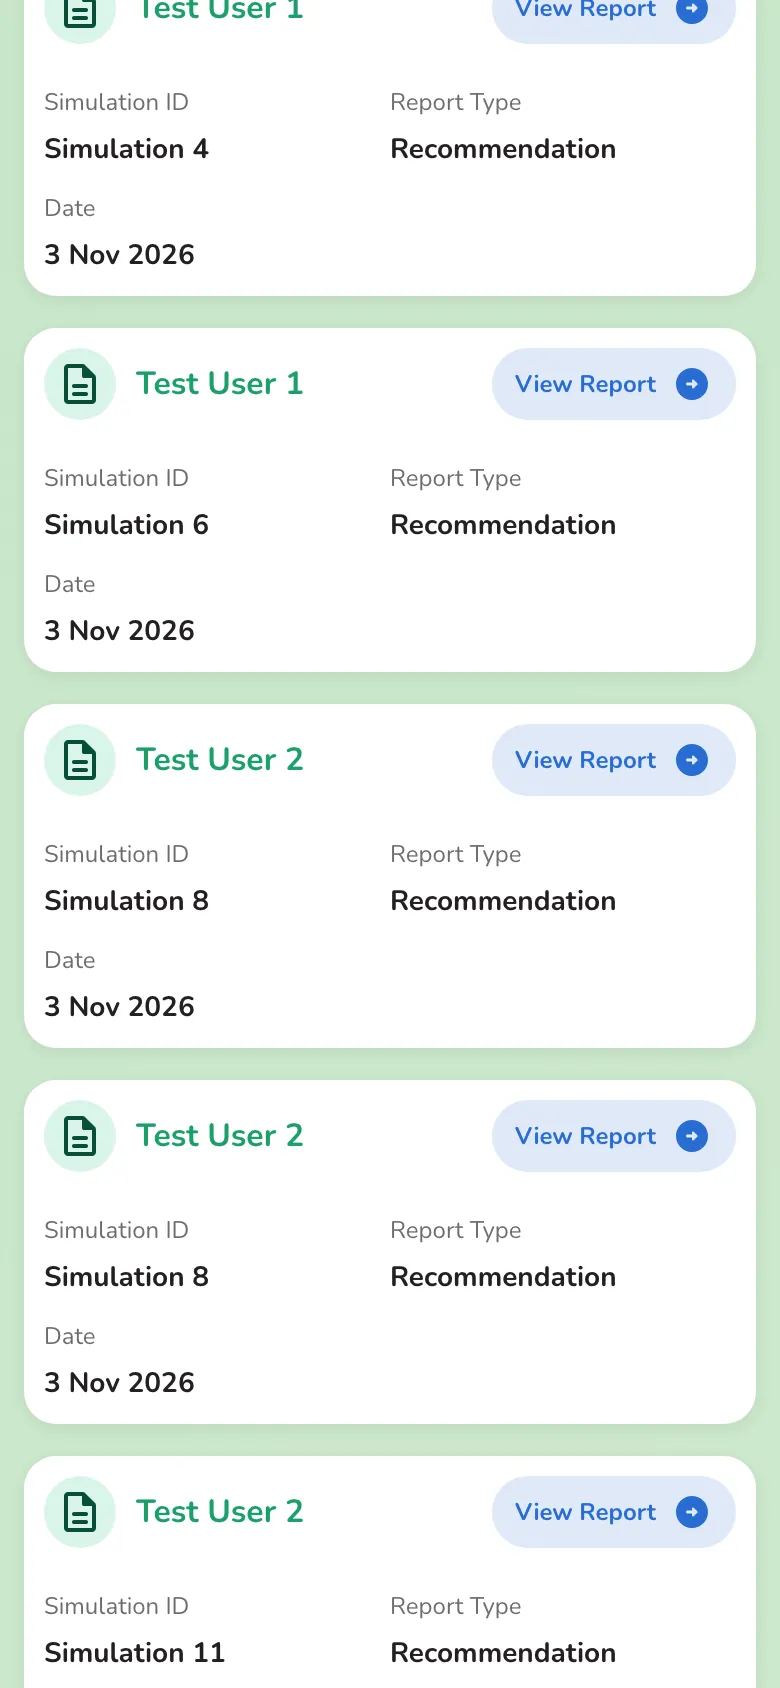 Test User 1 View Report
Simulation ID Report Type
Simulation 4 Recommendation
Date
3 Nov 2026
Test User 1 View Report
Simulation ID Report Type
Simulation 6 Recommendation
Date
3 Nov 2026
Test User 2 View Report
Simulation ID Report Type
Simulation 8 Recommendation
Date
3 Nov 2026
Test User 2 View Report
Simulation ID Report Type
Simulation 8 Recommendation
Date
3 Nov 2026
Test User 2 View Report
Simulation ID Report Type
Simulation 11 Recommendation